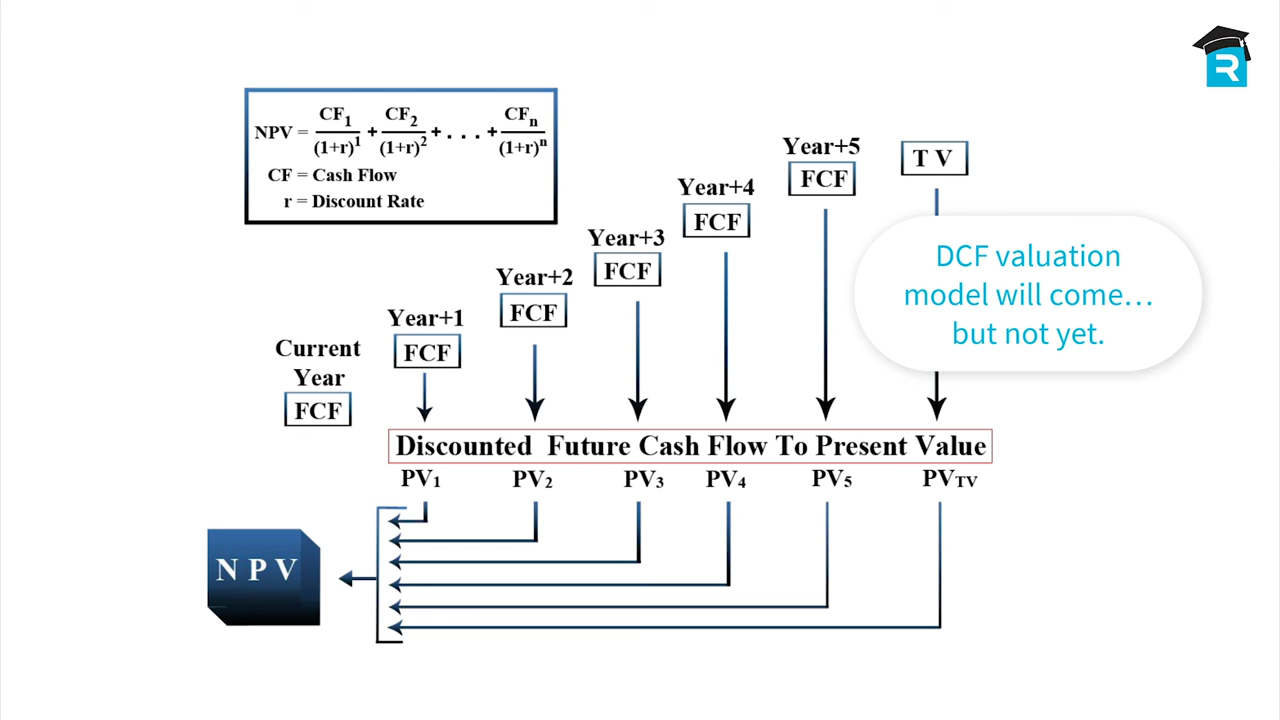 NPV = CF₁/(1+r)¹ + CF₂/(1+r)² + . . . + CFₙ/(1+r)ⁿ
CF = Cash Flow
r = Discount Rate
Current
Year
FCF
Year+1
FCF
Year+2
FCF
Year+3
FCF
Year+4
FCF
Year+5
FCF
T V
DCF valuation
model will come…
but not yet.
Discounted Future Cash Flow To Present Value
PV₁ PV₂ PV₃ PV₄ PV₅ PVTV
N P V
R